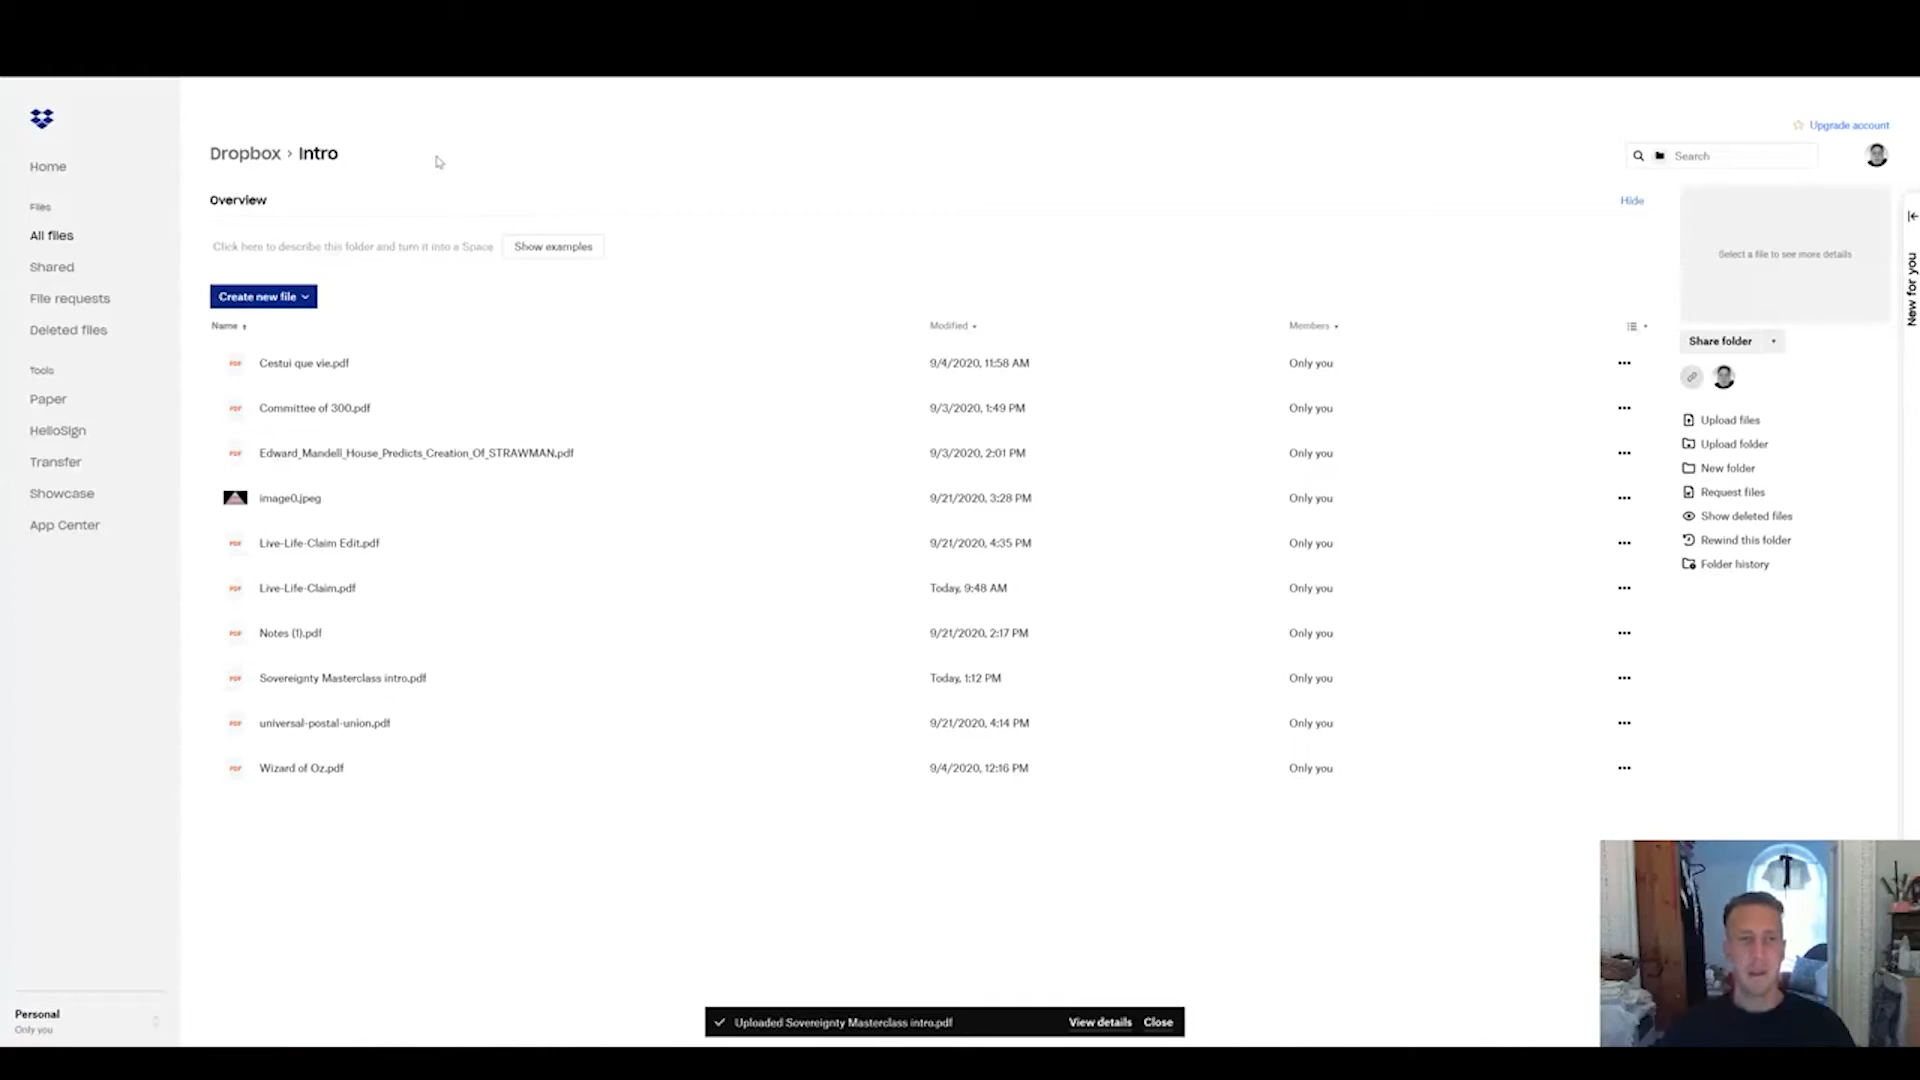 Upgrade account
Dropbox › Intro
Search
Home
Overview
Hide
Files
All files
Click here to describe this folder and turn it into a Space
Show examples
Select a file to see more details
New for you
Shared
File requests
Create new file
Deleted files
Name
Modified
Members
Share folder
Cestui que vie.pdf
9/4/2020, 11:58 AM
Only you
Tools
Paper
PDF
Committee of 300.pdf
9/3/2020, 1:49 PM
Only you
Upload files
HelloSign
Upload folder
PDF
Edward_Mandell_House_Predicts_Creation_Of_STRAWMAN.pdf
9/3/2020, 2:01 PM
Only you
Transfer
New folder
Showcase
image0.jpeg
9/21/2020, 3:28 PM
Only you
Request files
App Center
Show deleted files
PDF
Live-Life-Claim Edit.pdf
9/21/2020, 4:35 PM
Only you
Rewind this folder
Folder history
PDF
Live-Life-Claim.pdf
Today, 9:48 AM
Only you
PDF
Notes (1).pdf
9/21/2020, 2:17 PM
Only you
PDF
Sovereignty Masterclass intro.pdf
Today, 1:12 PM
Only you
PDF
universal-postal-union.pdf
9/21/2020, 4:14 PM
Only you
PDF
Wizard of Oz.pdf
9/4/2020, 12:16 PM
Only you
Personal
Only you
Uploaded Sovereignty Masterclass intro.pdf
View details
Close